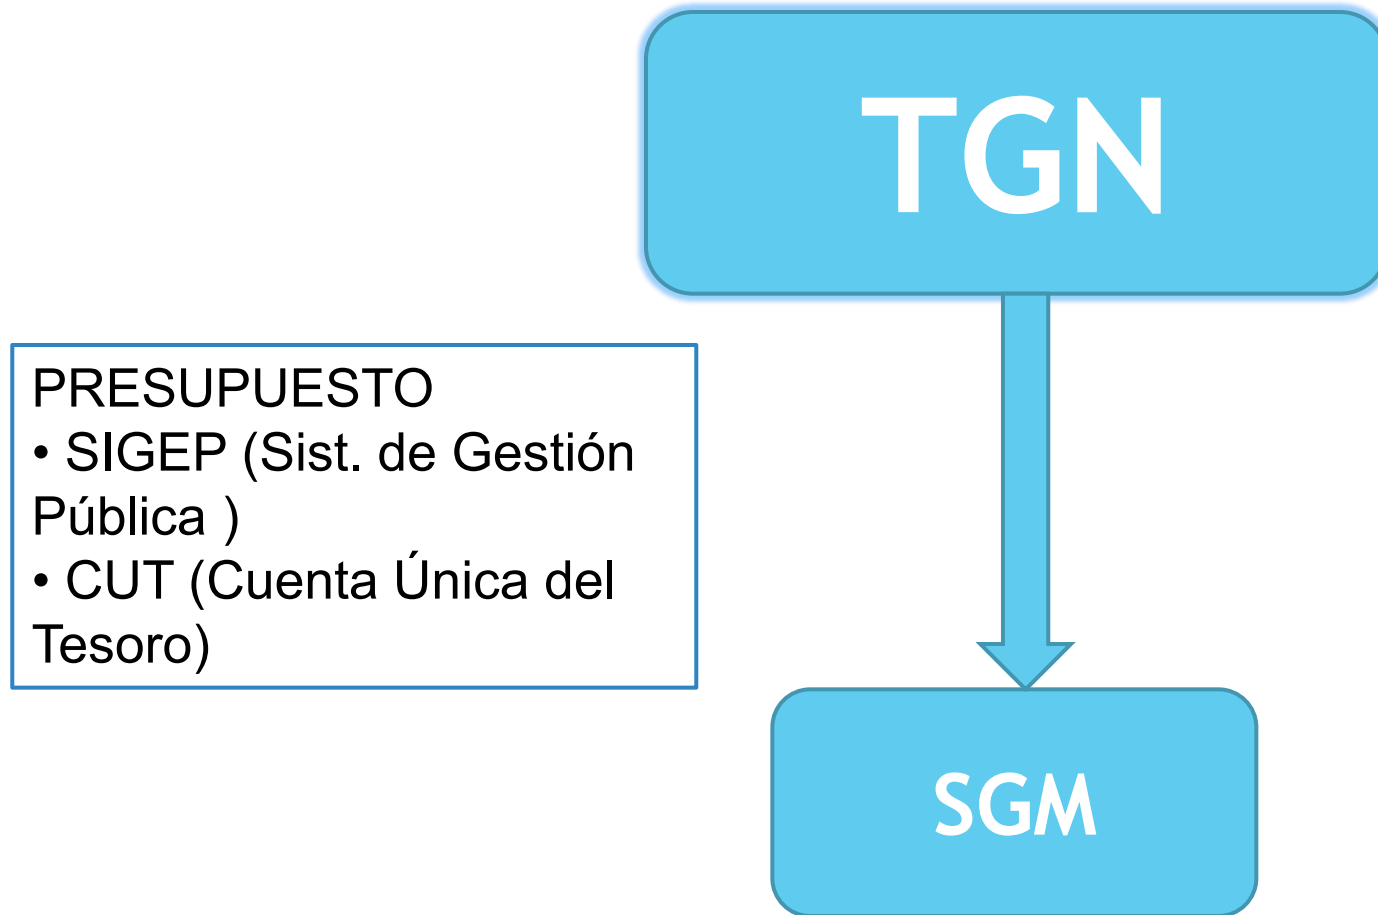 TGN
PRESUPUESTO
• SIGEP (Sist. de Gestión
Pública )
• CUT (Cuenta Única del
Tesoro)
SGM